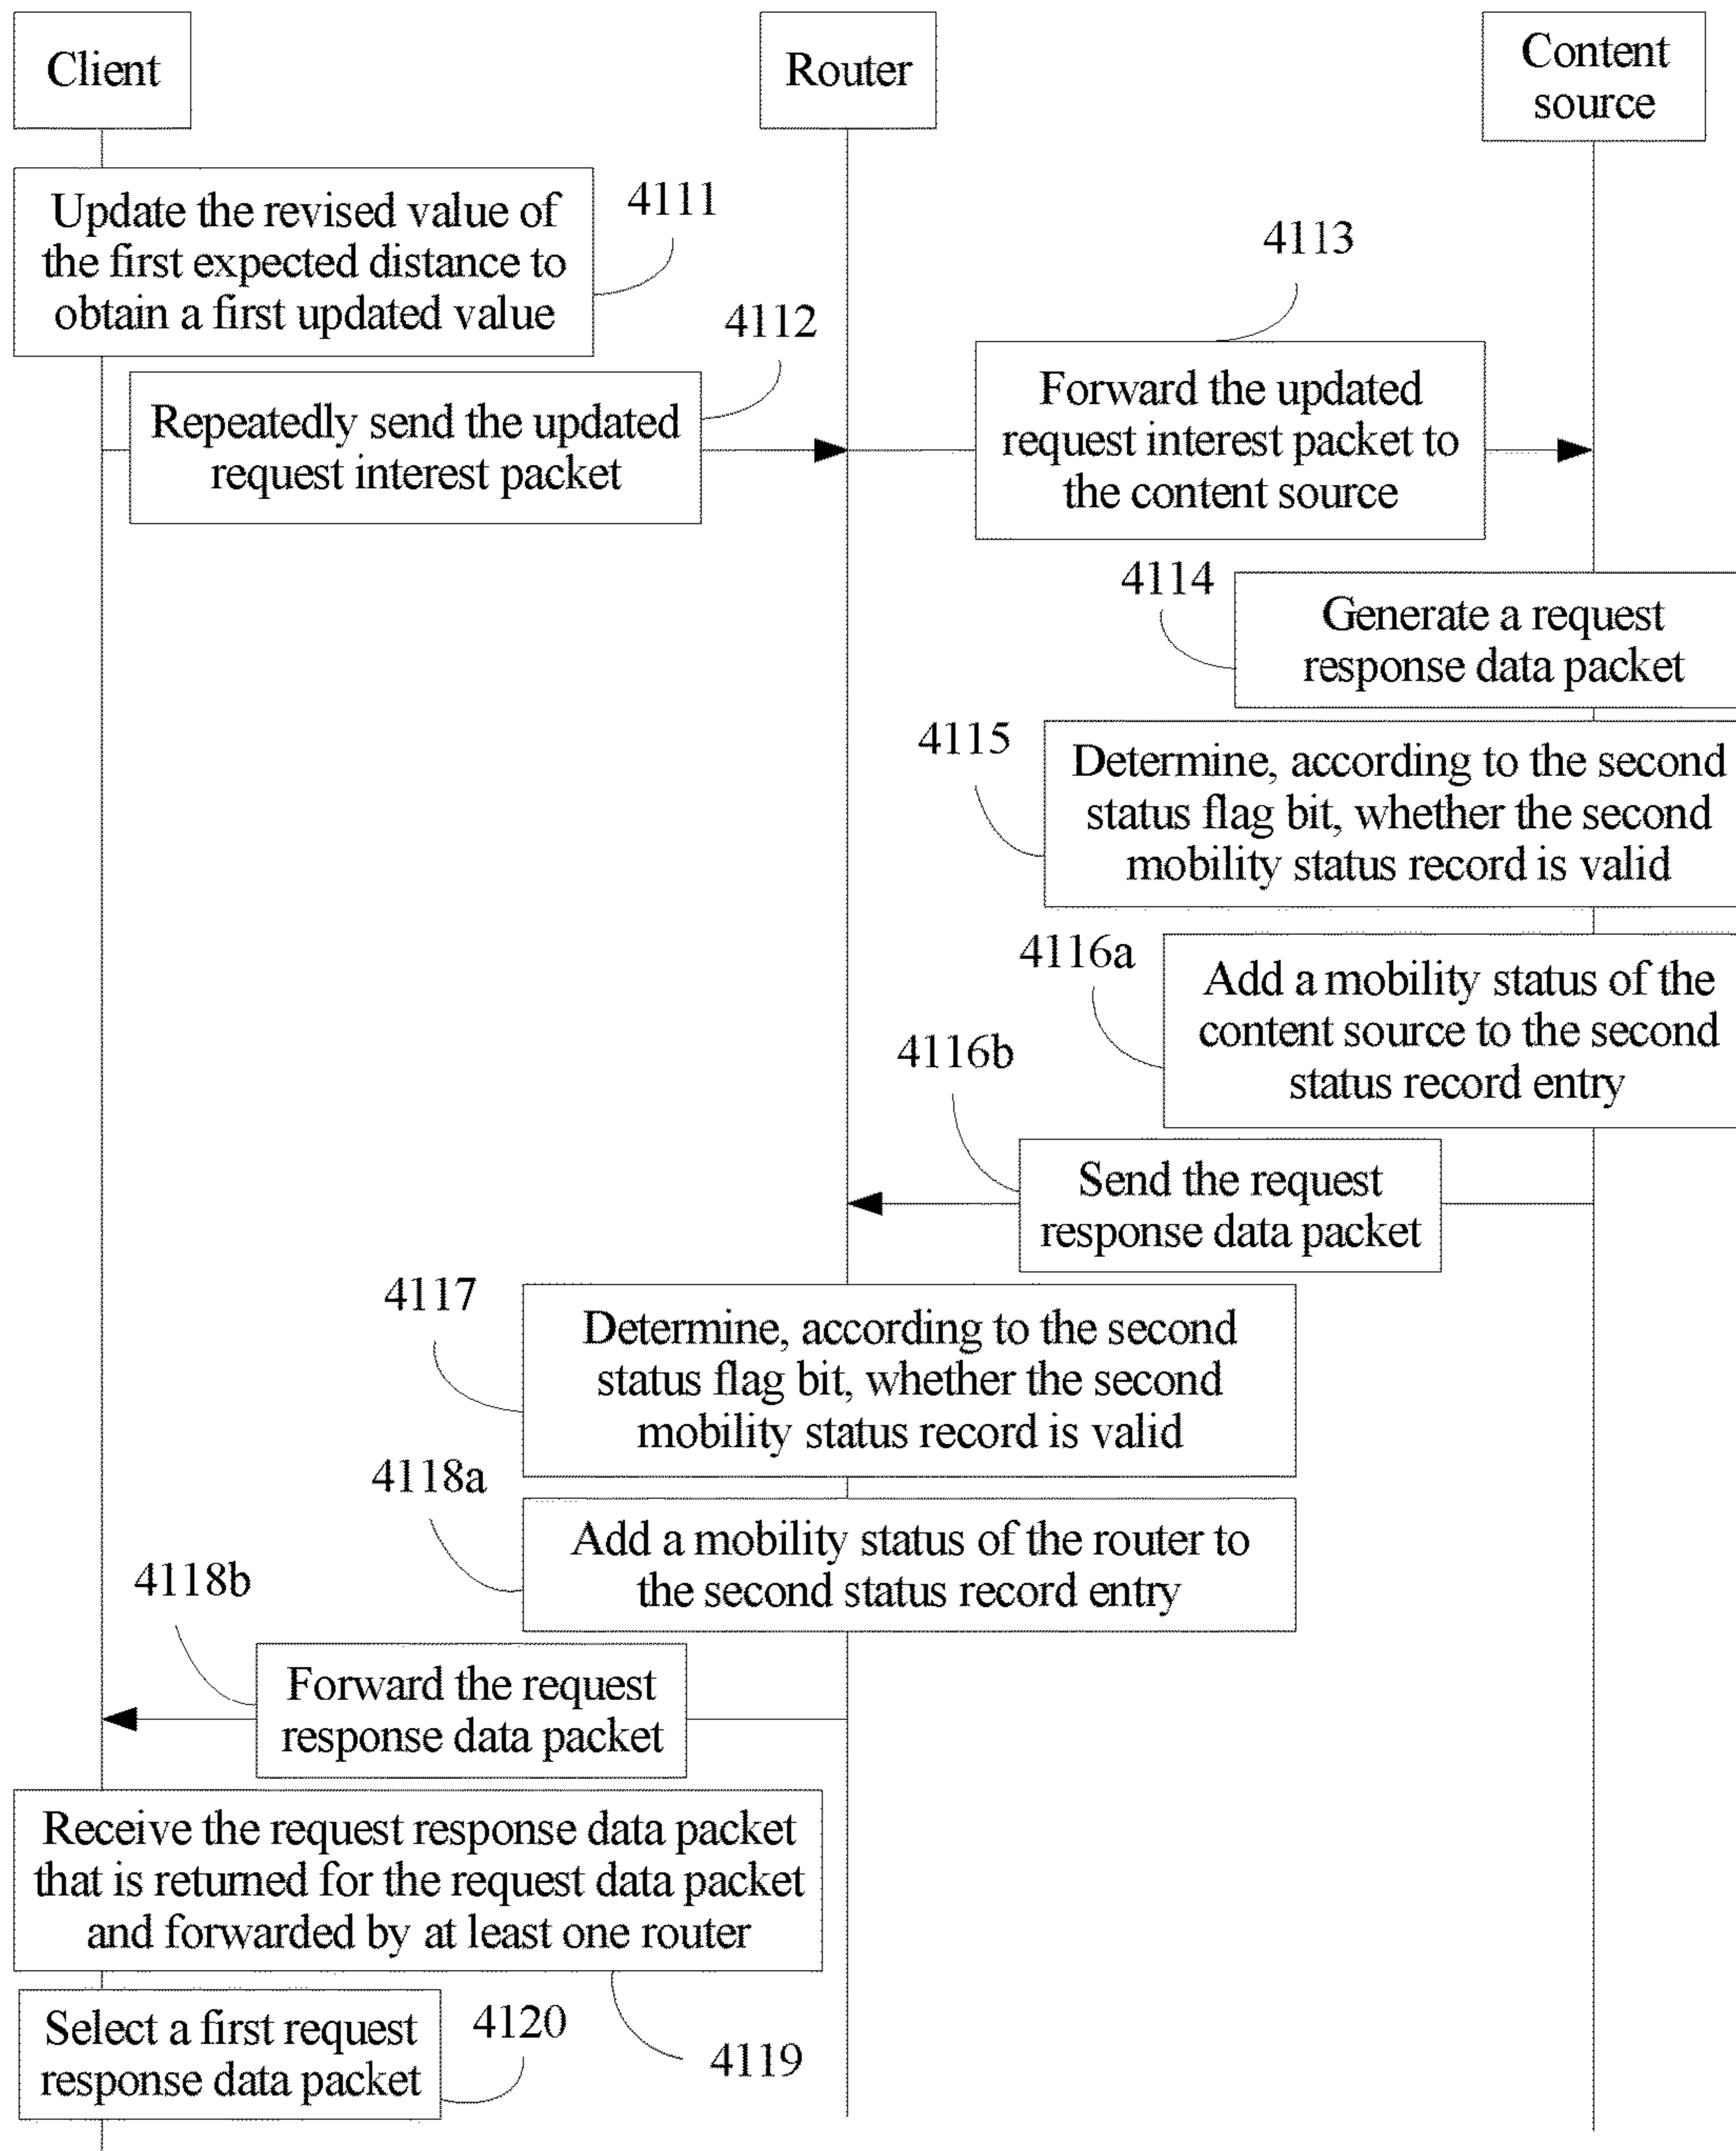 Client
Router
Content
source
Update the revised value of
the first expected distance to
obtain a first updated value
4111
4112
Repeatedly send the updated
request interest packet
4113
Forward the updated
request interest packet to
the content source
4114
Generate a request
response data packet
4115
Determine, according to the second
status flag bit, whether the second
mobility status record is valid
4116a
Add a mobility status of the
content source to the second
status record entry
4116b
Send the request
response data packet
4117
Determine, according to the second
status flag bit, whether the second
mobility status record is valid
4118a
Add a mobility status of the router to
the second status record entry
4118b
Forward the request
response data packet
Receive the request response data packet
that is returned for the request data packet
and forwarded by at least one router
4119
Select a first request
response data packet
4120